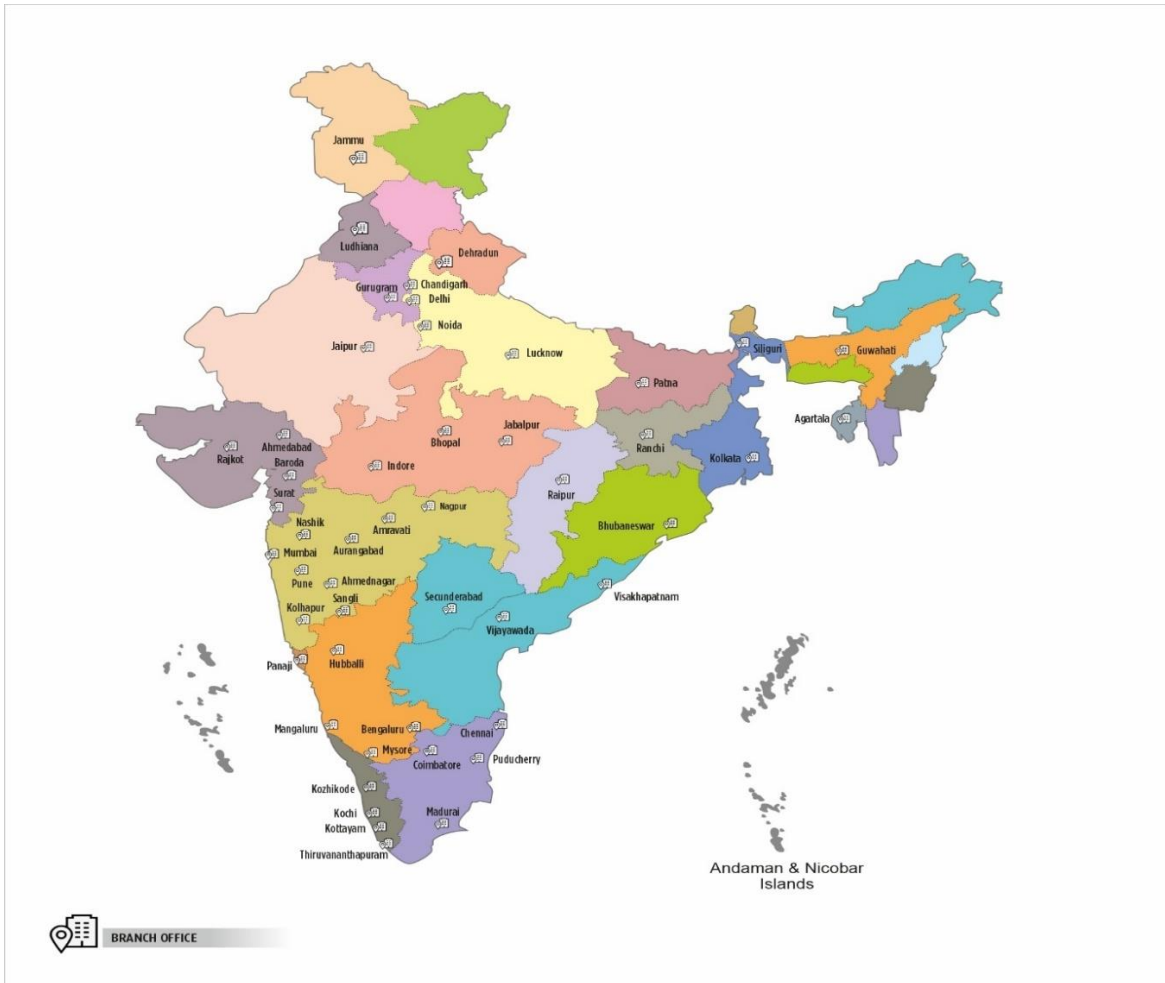 Jammu
Ludhiana
Dehradun
Gurugram
Chandigarh
Delhi
Noida
Jaipur
Lucknow
Siliguri
Guwahati
Patna
Agartala
Rajkot
Ahmedabad
Baroda
Surat
Bhopal
Jabalpur
Indore
Ranchi
Kolkata
Raipur
Nagpur
Nashik
Amravati
Bhubaneswar
Mumbai
Aurangabad
Pune
Ahmednagar
Sangli
Kolhapur
Secunderabad
Visakhapatnam
Vijayawada
Panaji
Hubballi
Mangaluru
Bengaluru
Chennai
Mysore
Coimbatore
Puducherry
Kozhikode
Kochi
Madurai
Kottayam
Thiruvananthapuram
Andaman & Nicobar
Islands
BRANCH OFFICE